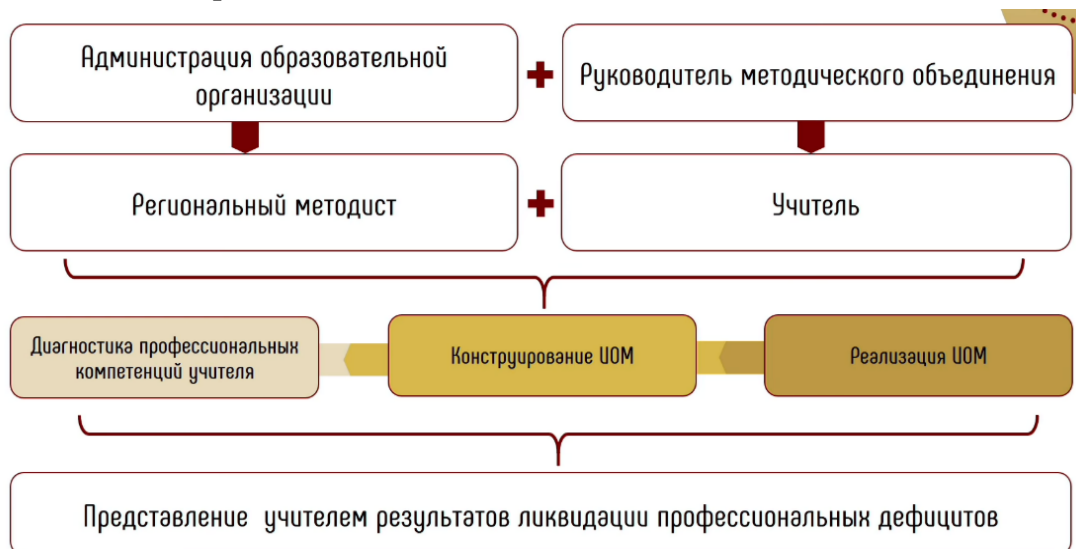 Администрация образовательной
организации
Руководитель методического объединения
Региональный методист
Учитель
Диагностика профессиональных
компетенций учителя
Конструирование ИОМ
Реализация ИОМ
Представление учителем результатов ликвидации профессиональных дефицитов